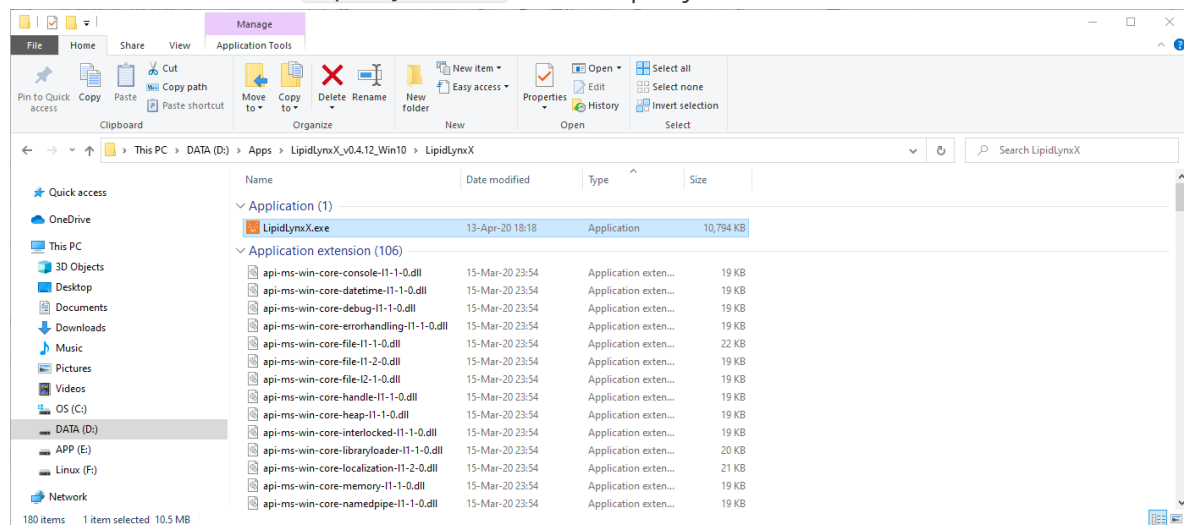 Manage
File Home Share View Application Tools
Pin to Quick access
Copy
Paste
Cut
Copy path
Paste shortcut
Clipboard
Move to
Copy to
Delete
Rename
Organize
New folder
New item
Easy access
New
Properties
Open
Edit
History
Open
Select all
Select none
Invert selection
Select
This PC > DATA (D:) > Apps > LipidLynxX_v0.4.12_Win10 > LipidLynxX
Search LipidLynxX
Quick access
OneDrive
This PC
3D Objects
Desktop
Documents
Downloads
Music
Pictures
Videos
OS (C:)
DATA (D:)
APP (E:)
Linux (F:)
Network
Name Date modified Type Size
Application (1)
LipidLynxX.exe 13-Apr-20 18:18 Application 10,794 KB
Application extension (106)
api-ms-win-core-console-l1-1-0.dll 15-Mar-20 23:54 Application exten... 19 KB
api-ms-win-core-datetime-l1-1-0.dll 15-Mar-20 23:54 Application exten... 19 KB
api-ms-win-core-debug-l1-1-0.dll 15-Mar-20 23:54 Application exten... 19 KB
api-ms-win-core-errorhandling-l1-1-0.dll 15-Mar-20 23:54 Application exten... 19 KB
api-ms-win-core-file-l1-1-0.dll 15-Mar-20 23:54 Application exten... 22 KB
api-ms-win-core-file-l1-2-0.dll 15-Mar-20 23:54 Application exten... 19 KB
api-ms-win-core-file-l2-1-0.dll 15-Mar-20 23:54 Application exten... 19 KB
api-ms-win-core-handle-l1-1-0.dll 15-Mar-20 23:54 Application exten... 19 KB
api-ms-win-core-heap-l1-1-0.dll 15-Mar-20 23:54 Application exten... 19 KB
api-ms-win-core-interlocked-l1-1-0.dll 15-Mar-20 23:54 Application exten... 19 KB
api-ms-win-core-libraryloader-l1-1-0.dll 15-Mar-20 23:54 Application exten... 20 KB
api-ms-win-core-localization-l1-2-0.dll 15-Mar-20 23:54 Application exten... 21 KB
api-ms-win-core-memory-l1-1-0.dll 15-Mar-20 23:54 Application exten... 19 KB
api-ms-win-core-namedpipe-l1-1-0.dll 15-Mar-20 23:54 Application exten... 19 KB
180 items 1 item selected 10.5 MB